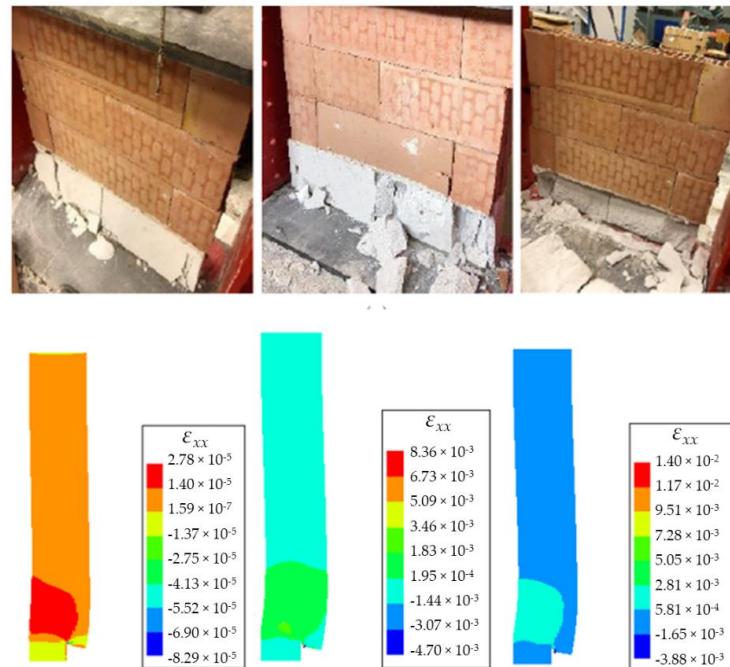 εxx
2.78 × 10-5
1.40 × 10-5
1.59 × 10-7
-1.37 × 10-5
-2.75 × 10-5
-4.13 × 10-5
-5.52 × 10-5
-6.90 × 10-5
-8.29 × 10-5
εxx
8.36 × 10-3
6.73 × 10-3
5.09 × 10-3
3.46 × 10-3
1.83 × 10-3
1.95 × 10-4
-1.44 × 10-3
-3.07 × 10-3
-4.70 × 10-3
εxx
1.40 × 10-2
1.17 × 10-2
9.51 × 10-3
7.28 × 10-3
5.05 × 10-3
2.81 × 10-3
5.81 × 10-4
-1.65 × 10-3
-3.88 × 10-3